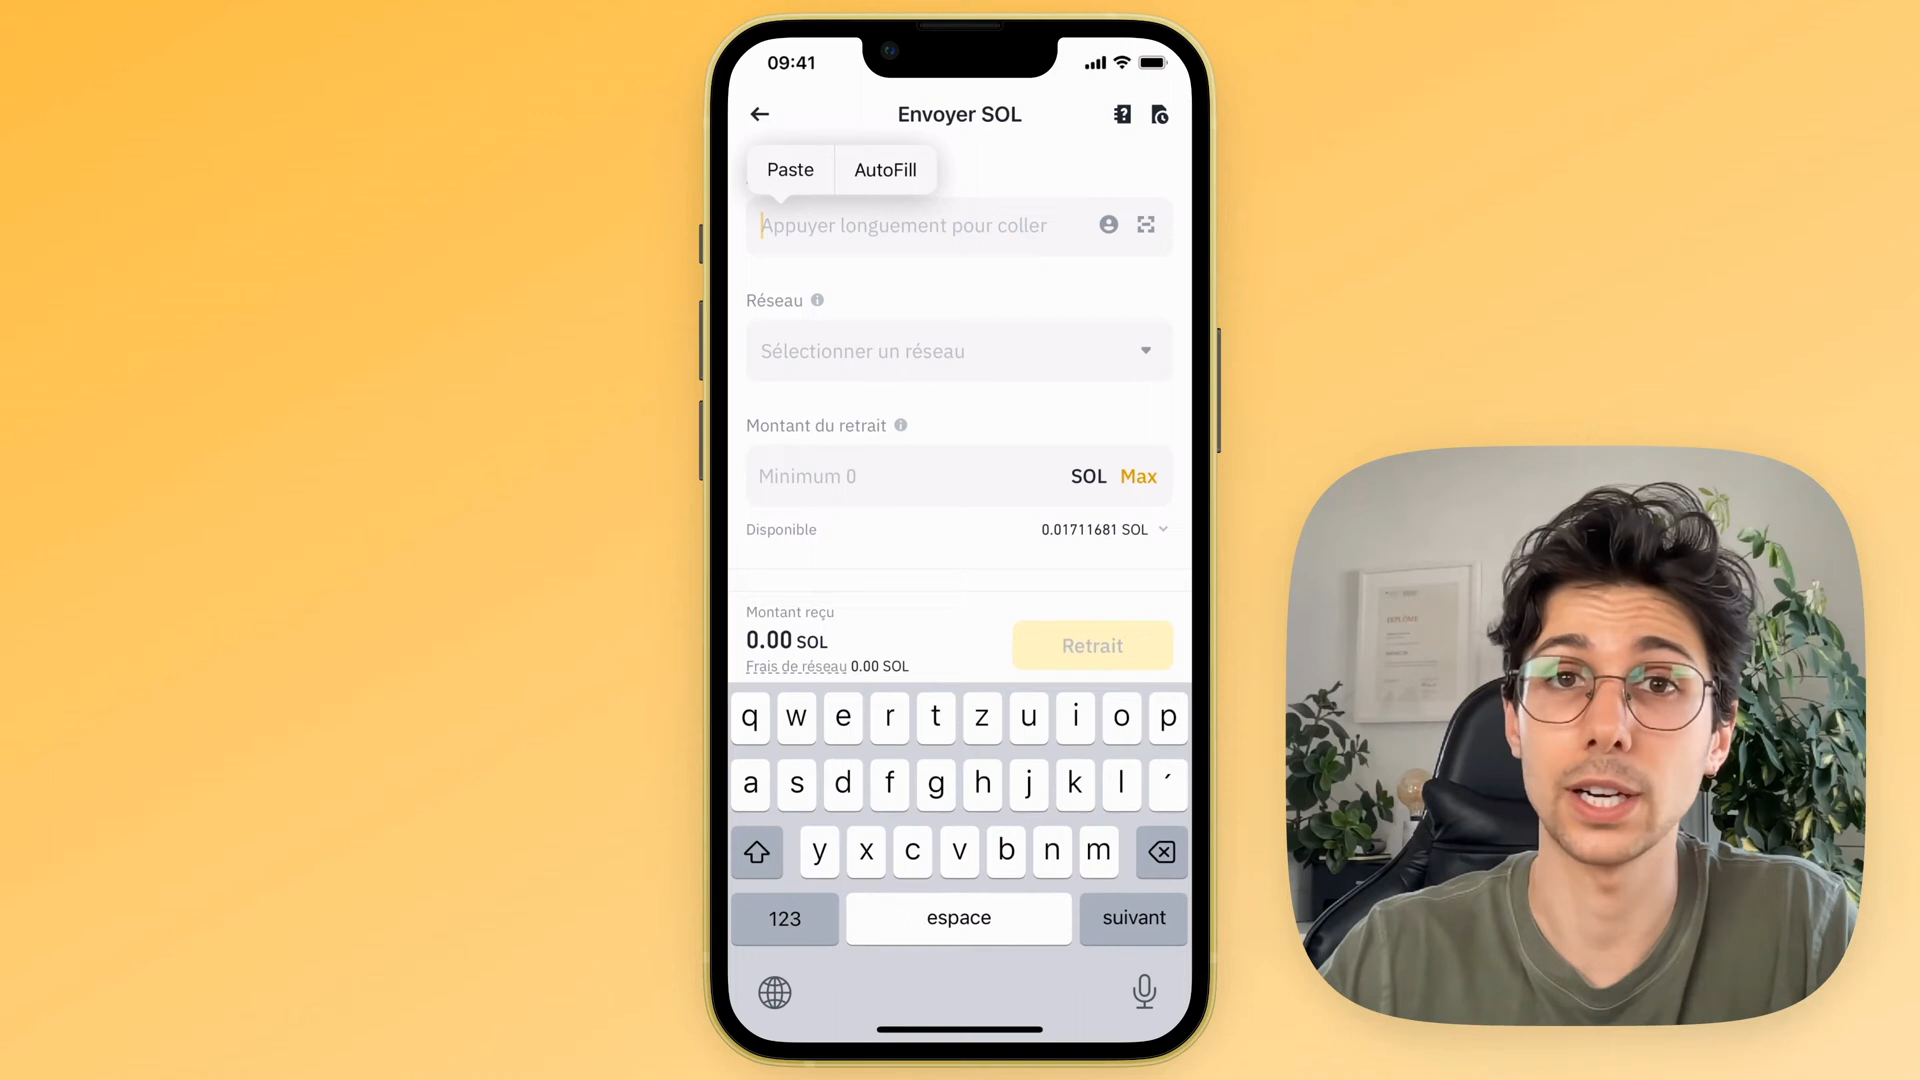 09:41
Envoyer SOL
Paste AutoFill
Appuyer longuement pour coller
Réseau
Sélectionner un réseau
Montant du retrait
Minimum 0 SOL Max
Disponible 0.01711681 SOL
Montant reçu
0.00 SOL
Retrait
Frais de réseau 0.00 SOL
q w e r t z u i o p
a s d f g h j k l ´
y x c v b n m
123 espace suivant
DIPLÔME